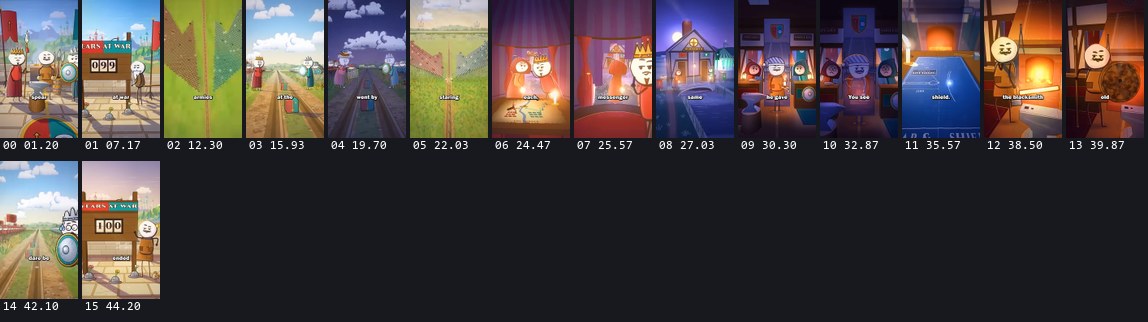 spear
00 01.20
YEARS AT WAR
099
at war
01 07.17
armies
02 12.30
at the
03 15.93
went by
04 19.70
staring
05 22.03
each
06 24.47
messenger
07 25.57
same
08 27.03
he gave
09 30.30
You see
10 32.87
shield.
11 35.57
the blacksmith
12 38.50
old
13 39.87
dare be
14 42.10
YEARS AT WAR
100
ended
15 44.20